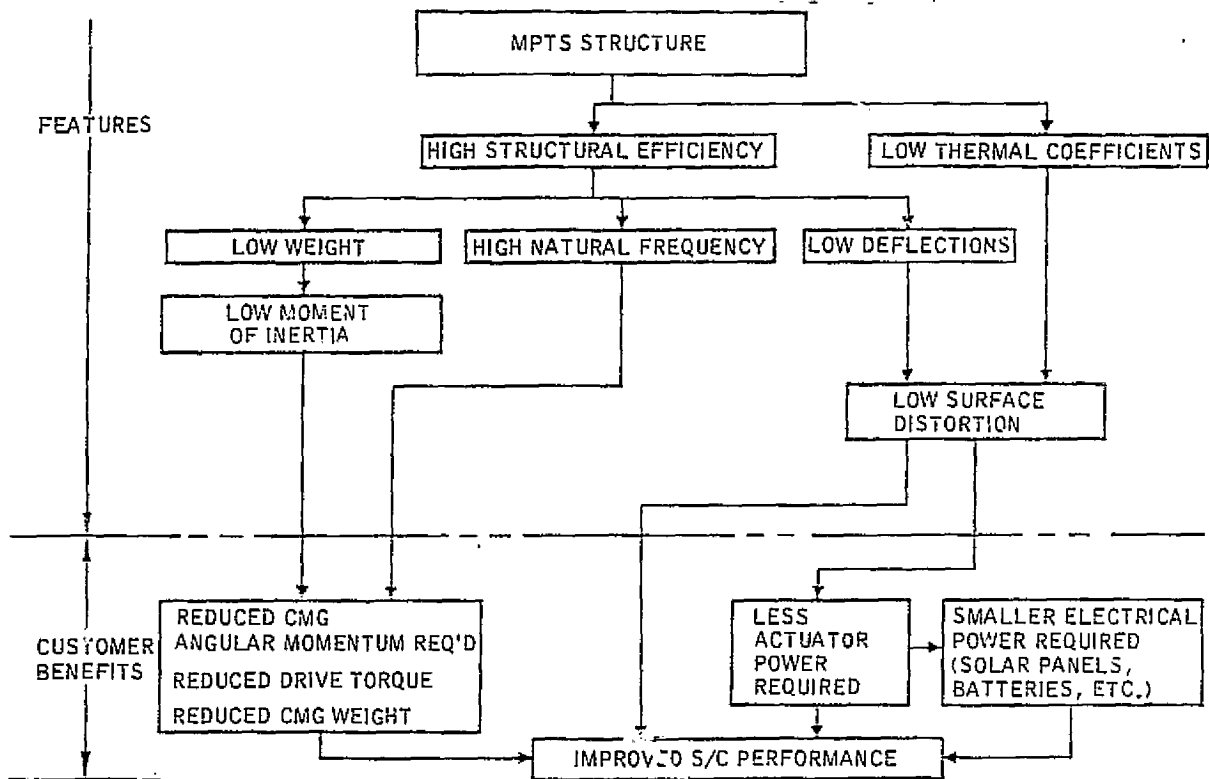 MPTS STRUCTURE
FEATURES
HIGH STRUCTURAL EFFICIENCY
LOW THERMAL COEFFICIENTS
LOW WEIGHT
HIGH NATURAL FREQUENCY
LOW DEFLECTIONS
LOW MOMENT
OF INERTIA
LOW SURFACE
DISTORTION
CUSTOMER
BENEFITS
REDUCED CMG
ANGULAR MOMENTUM REQ'D
REDUCED DRIVE TORQUE
REDUCED CMG WEIGHT
LESS
ACTUATOR
POWER
REQUIRED
SMALLER ELECTRICAL
POWER REQUIRED
(SOLAR PANELS,
BATTERIES, ETC.)
IMPROVED S/C PERFORMANCE